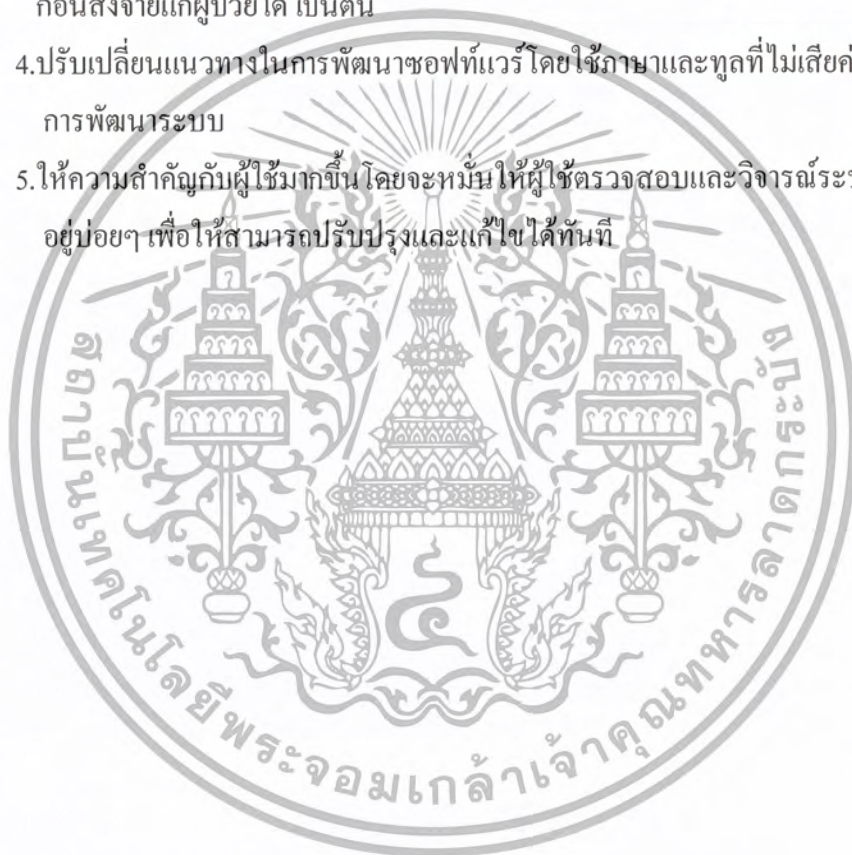 ก่อนสั่งจ่ายแก่ผู้ป่วยได้ เป็นต้น
4.ปรับเปลี่ยนแนวทางในการพัฒนาซอฟท์แวร์โดยใช้ภาษาและทูลที่ไม่เสีย
การพัฒนาระบบ
5.ให้ความสำคัญกับผู้ใช้มากขึ้นโดยจะหมั่นให้ผู้ใช้ตรวจสอบและวิจารณ์
อยู่บ่อยๆ เพื่อให้สามารถปรับปรุงและแก้ไขได้ทันที
สถาบันเทคโนโลยีพระจอมเกล้าเจ้าคุณทหารลาดกระบัง